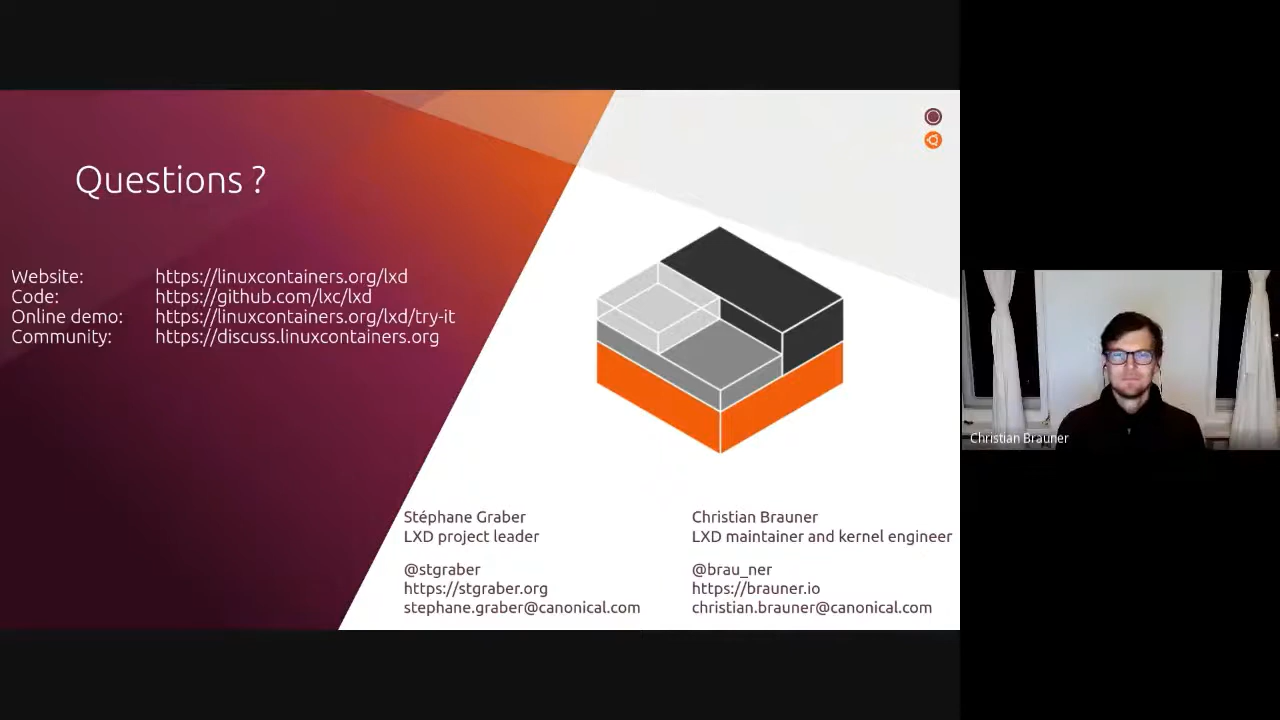 Questions ?
Website: https://linuxcontainers.org/lxd
Code: https://github.com/lxc/lxd
Online demo: https://linuxcontainers.org/lxd/try-it
Community: https://discuss.linuxcontainers.org
Stéphane Graber
LXD project leader
@stgraber
https://stgraber.org
stephane.graber@canonical.com
Christian Brauner
LXD maintainer and kernel engineer
@brau_ner
https://brauner.io
christian.brauner@canonical.com
Christian Brauner